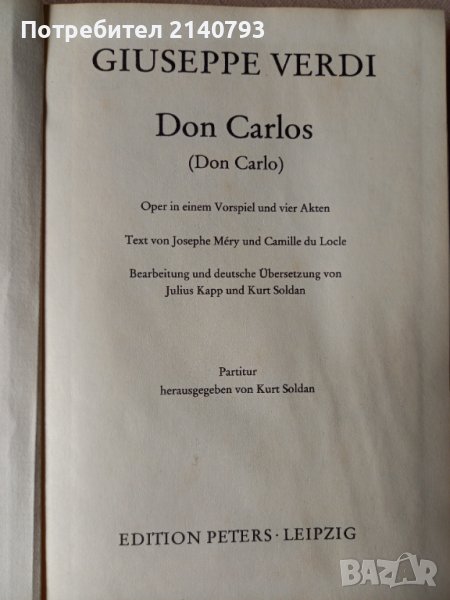 Потребител 2140793
GIUSEPPE VERDI
Don Carlos
(Don Carlo)
Oper in einem Vorspiel und vier Akten
Text von Josephe Méry und Camille du Locle
Bearbeitung und deutsche Übersetzung von
Julius Kapp und Kurt Soldan
Partitur
herausgegeben von Kurt Soldan
EDITION PETERS · LEIPZIG
BAZAR
bg